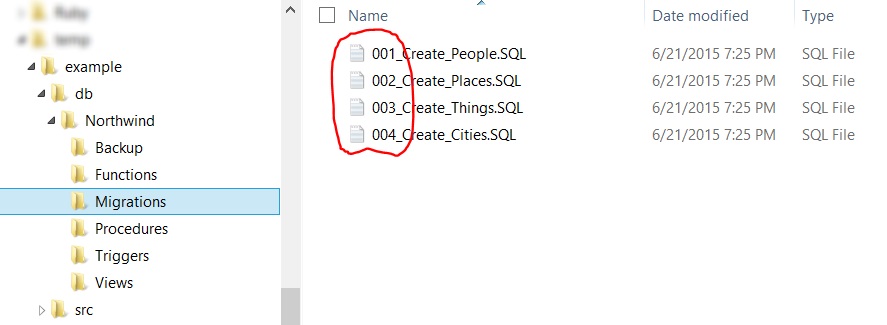 Ruby
temp
example
db
Northwind
Backup
Functions
Migrations
Procedures
Triggers
Views
src
Name Date modified Type
001_Create_People.SQL 6/21/2015 7:25 PM SQL File
002_Create_Places.SQL 6/21/2015 7:25 PM SQL File
003_Create_Things.SQL 6/21/2015 7:25 PM SQL File
004_Create_Cities.SQL 6/21/2015 7:25 PM SQL File